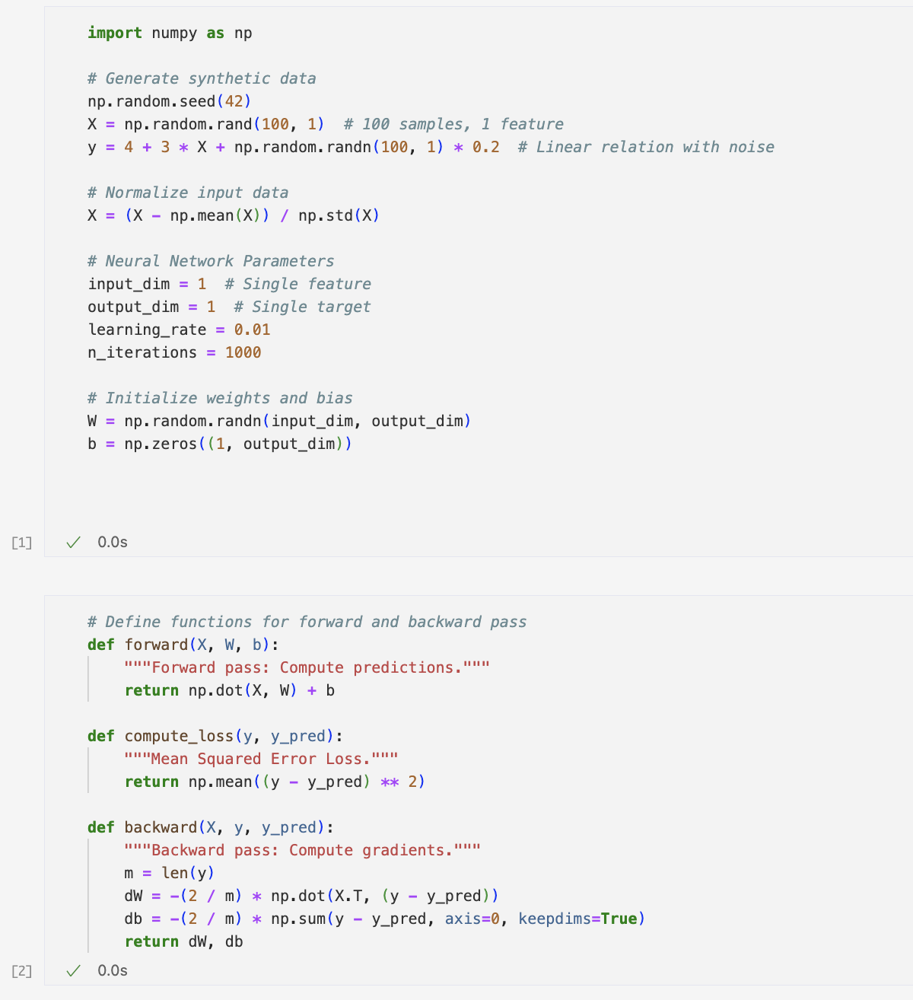 import numpy as np
# Generate synthetic data
np.random.seed(42)
X = np.random.rand(100, 1)  # 100 samples, 1 feature
y = 4 + 3 * X + np.random.randn(100, 1) * 0.2  # Linear relation with noise
# Normalize input data
X = (X - np.mean(X)) / np.std(X)
# Neural Network Parameters
input_dim = 1  # Single feature
output_dim = 1  # Single target
learning_rate = 0.01
n_iterations = 1000
# Initialize weights and bias
W = np.random.randn(input_dim, output_dim)
b = np.zeros((1, output_dim))
[1] ✓ 0.0s
# Define functions for forward and backward pass
def forward(X, W, b):
    """Forward pass: Compute predictions."""
    return np.dot(X, W) + b
def compute_loss(y, y_pred):
    """Mean Squared Error Loss."""
    return np.mean((y - y_pred) ** 2)
def backward(X, y, y_pred):
    """Backward pass: Compute gradients."""
    m = len(y)
    dW = -(2 / m) * np.dot(X.T, (y - y_pred))
    db = -(2 / m) * np.sum(y - y_pred, axis=0, keepdims=True)
    return dW, db
[2] ✓ 0.0s